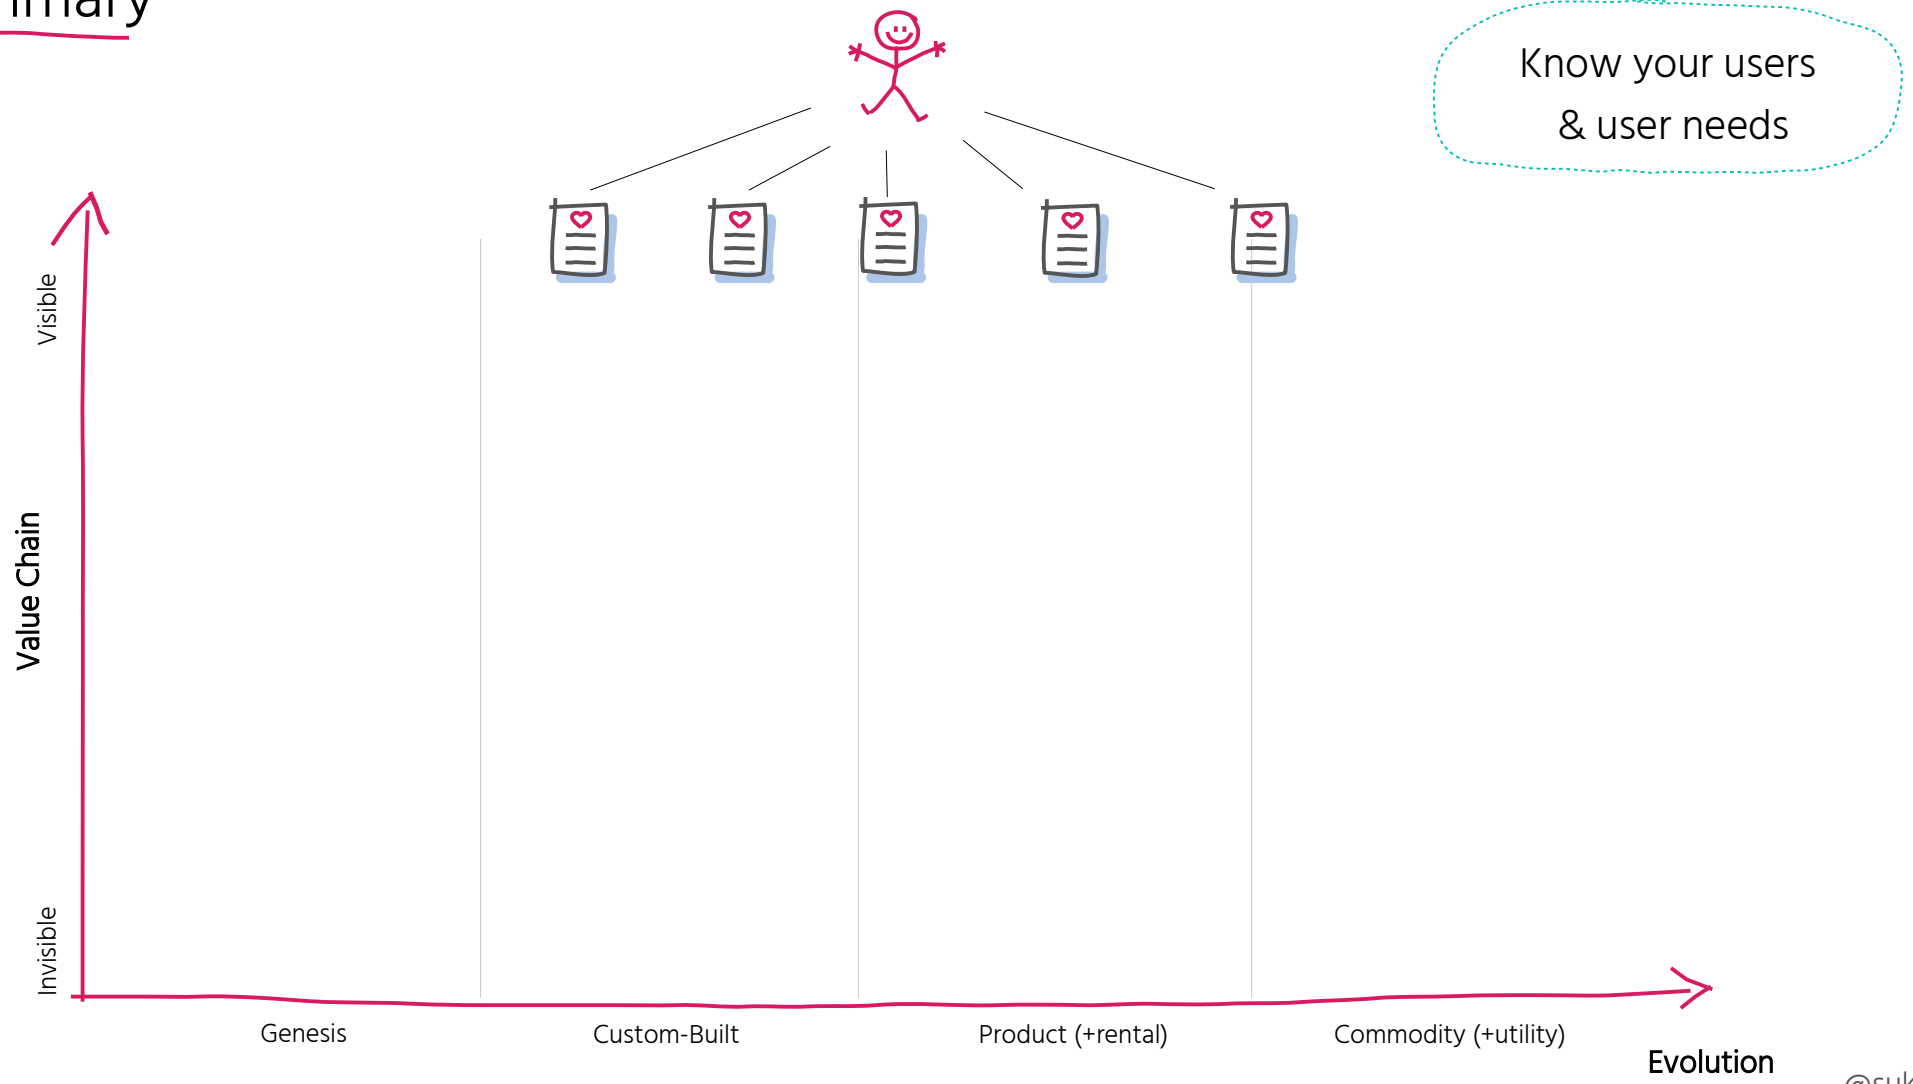 Know your users
& user needs
Visible
Value Chain
Invisible
Genesis
Custom-Built
Product (+rental)
Commodity (+utility)
Evolution